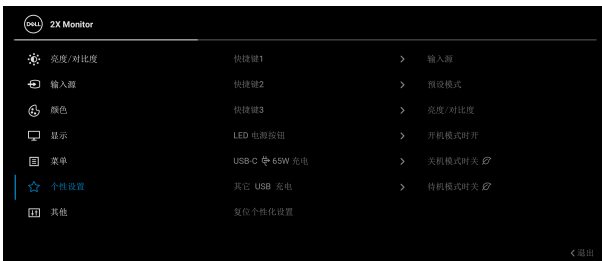 DELL 2X Monitor
亮度/对比度 快捷键1 输入源
输入源 快捷键2 预设模式
颜色 快捷键3 亮度/对比度
显示 LED 电源按钮 开机模式时开
菜单 USB-C 65W 充电 关机模式时关
个性设置 其它 USB 充电 待机模式时关
其他 复位个性化设置
退出